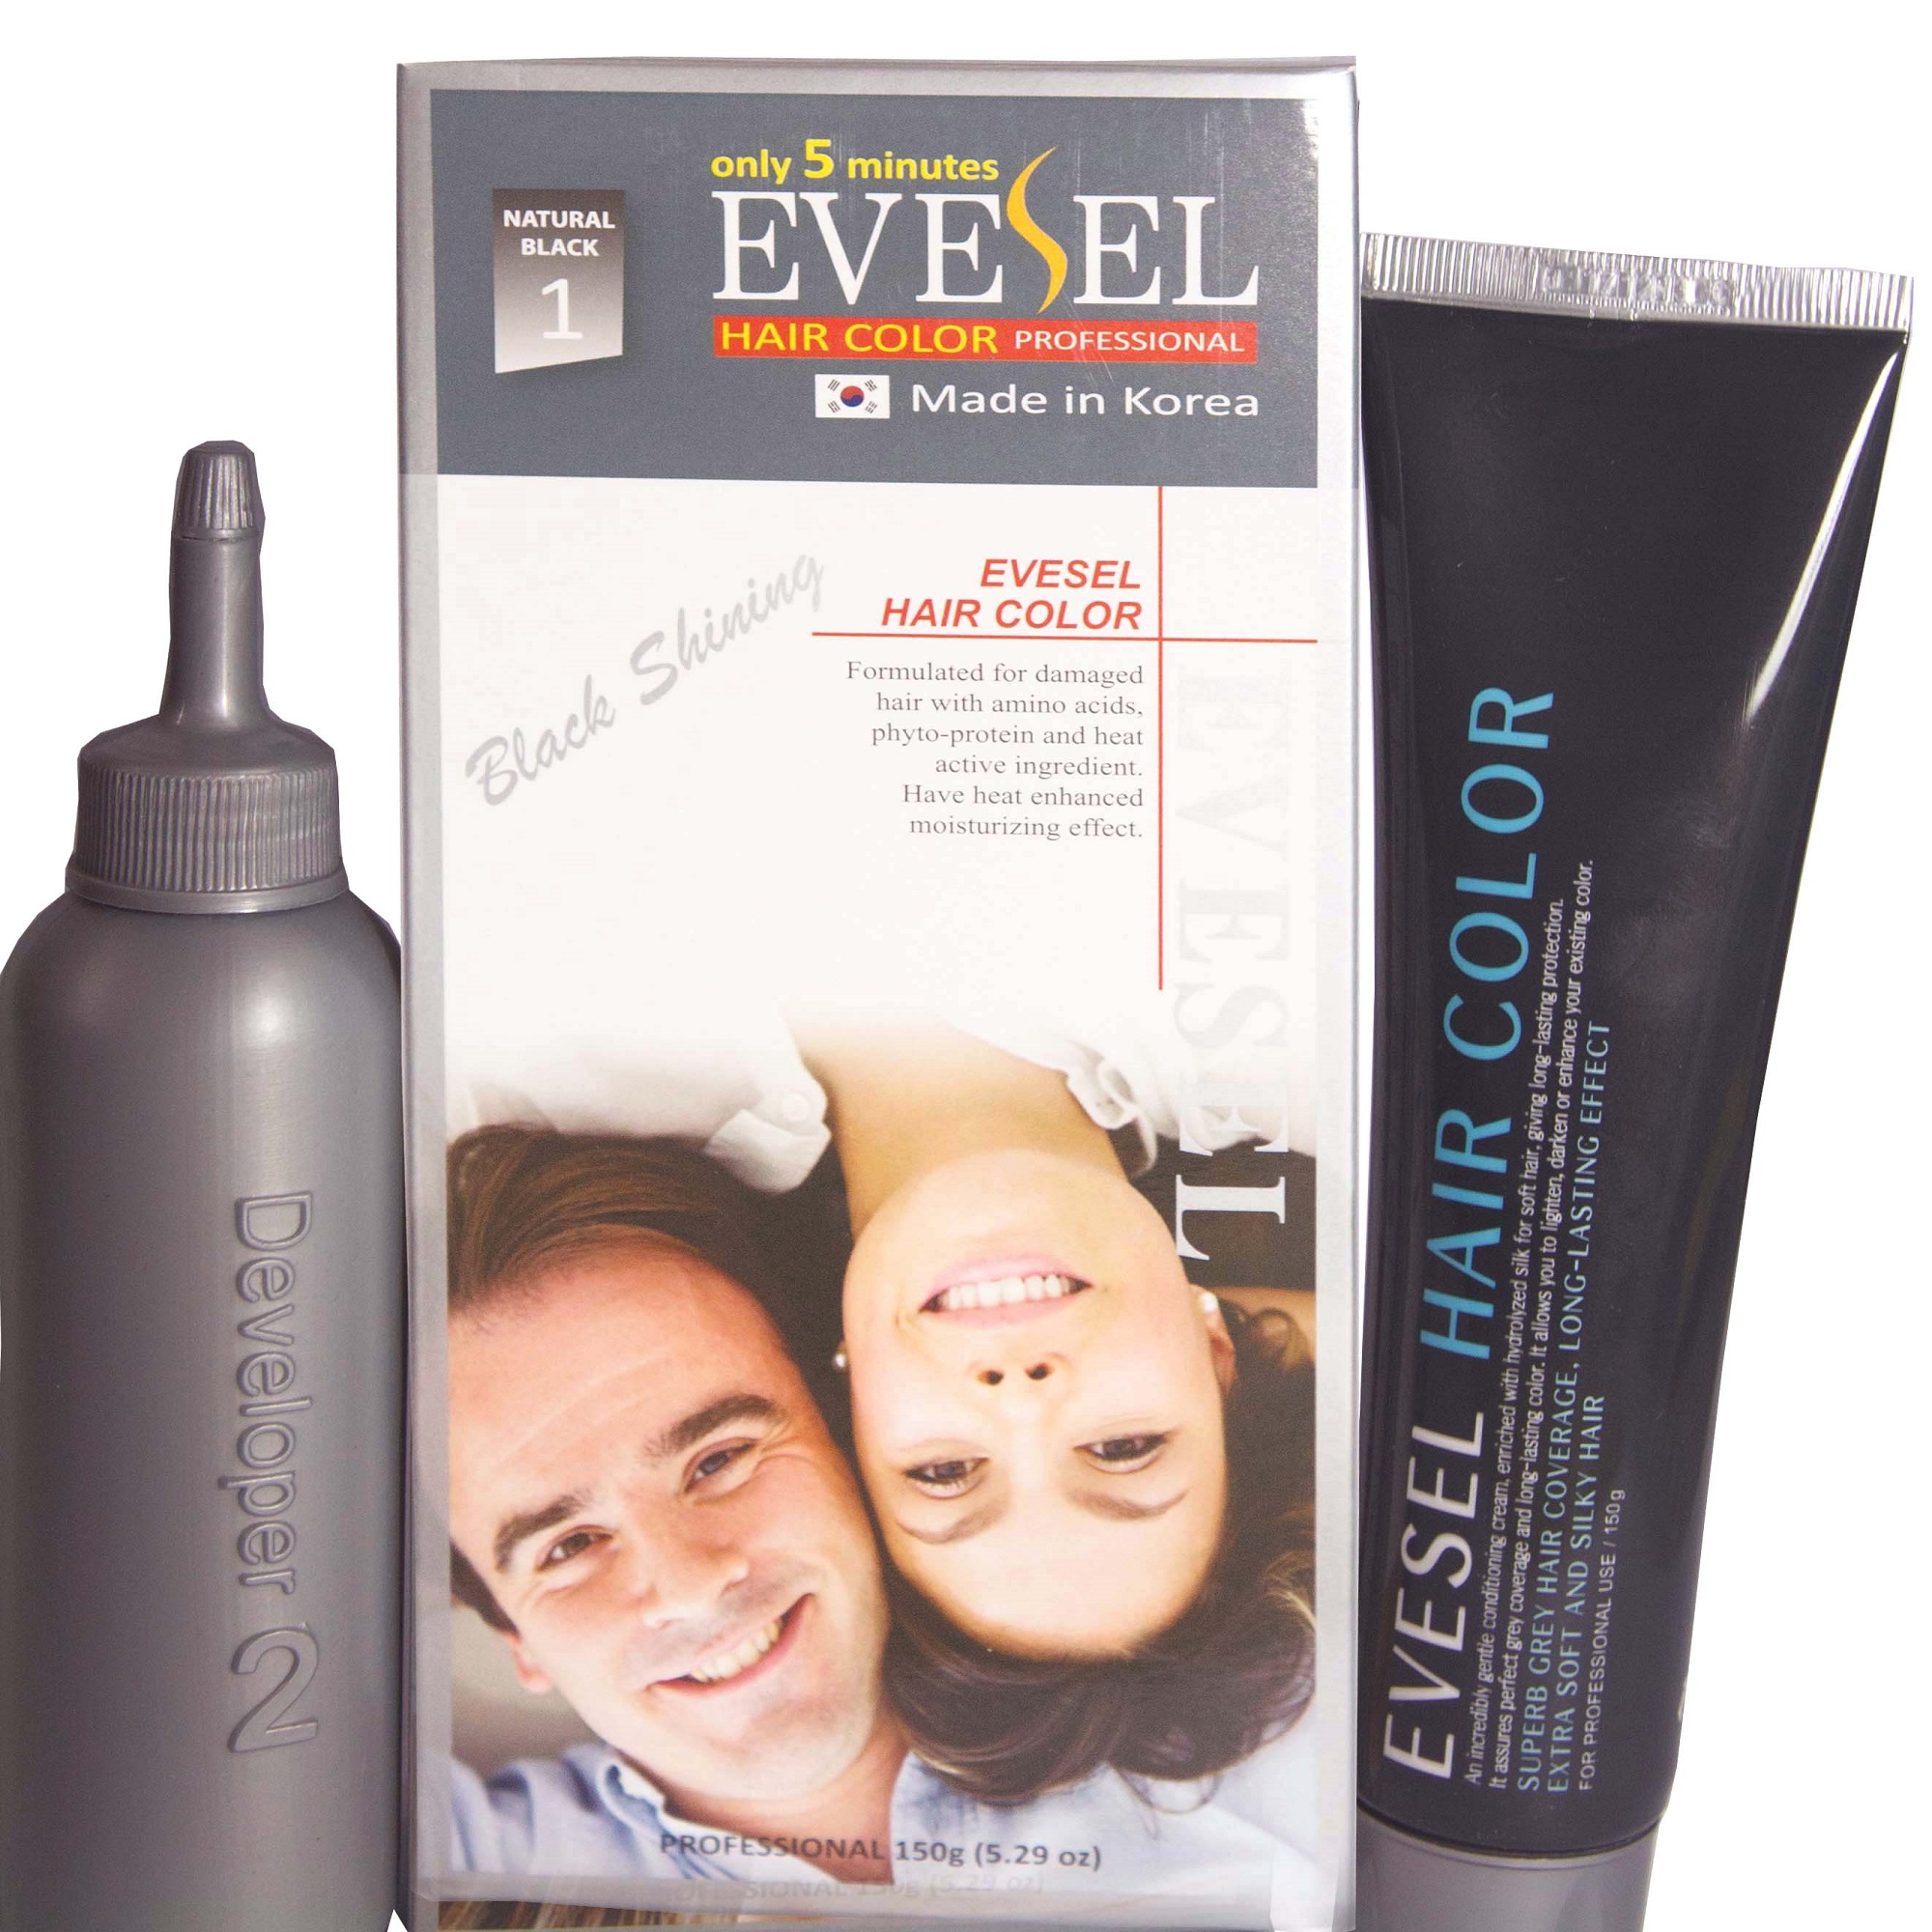 only 5 minutes
EVESEL
HAIR COLOR PROFESSIONAL
Made in Korea
NATURAL
BLACK
1
Black Shining
EVESEL
HAIR COLOR
Formulated for damaged
hair with amino acids,
phyto-protein and heat
active ingredient.
Have heat enhanced
moisturizing effect.
EVESEL
PROFESSIONAL 150g (5.29 oz)
Developer 2
EVESEL HAIR COLOR
An incredibly gentle conditioning cream, enriched with hydrolyzed silk for soft hair, giving long-lasting protection.
It assures perfect grey coverage and long-lasting color. It allows you to lighten, darken or enhance your existing color.
SUPERB GREY HAIR COVERAGE, LONG-LASTING EFFECT
EXTRA SOFT AND SILKY HAIR
FOR PROFESSIONAL USE / 150 g